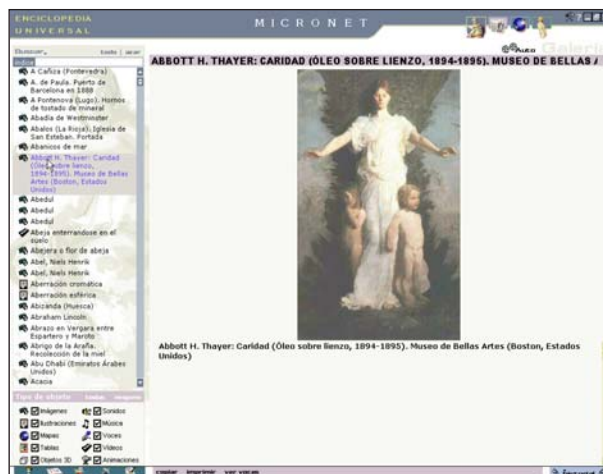 ENCICLOPEDIA
UNIVERSAL
MICRONET
Buscar
todo
Auto
Galería
Índice
ABBOTT H. THAYER: CARIDAD (ÓLEO SOBRE LIENZO, 1894-1895). MUSEO DE BELLAS A
A Cañiza (Pontevedra)
A. de Paula. Puerto de
Barcelona en 1888
A Pontenova (Lugo). Hornos
de tostado de mineral
Abadía de Westminster
Abalos (La Rioja). Iglesia de
San Esteban. Portada
Abanicos de mar
Abbott H. Thayer: Caridad
(Óleo sobre lienzo,
1894-1895). Museo de Bellas
Artes (Boston, Estados
Unidos)
Abedul
Abedul
Abedul
Abeja enterrandose en el
suelo
Abejera o flor de abeja
Abel, Niels Henrik
Abel, Niels Henrik
Aberración cromática
Aberración esférica
Abizanda (Huesca)
Abraham Lincoln
Abrazo en Vergara entre
Espartero y Maroto
Abrigo de la Araña.
Recolección de la miel
Abu Dhabi (Emiratos Árabes
Unidos)
Acacia
Abbott H. Thayer: Caridad (Óleo sobre lienzo, 1894-1895). Museo de Bellas Artes (Boston, Estados
Unidos)
Tipo de objeto
Imágenes
Sonidos
Ilustraciones
Música
Mapas
Voces
Tablas
Vídeos
Objetos 3D
Animaciones
copiar imprimir ver voces